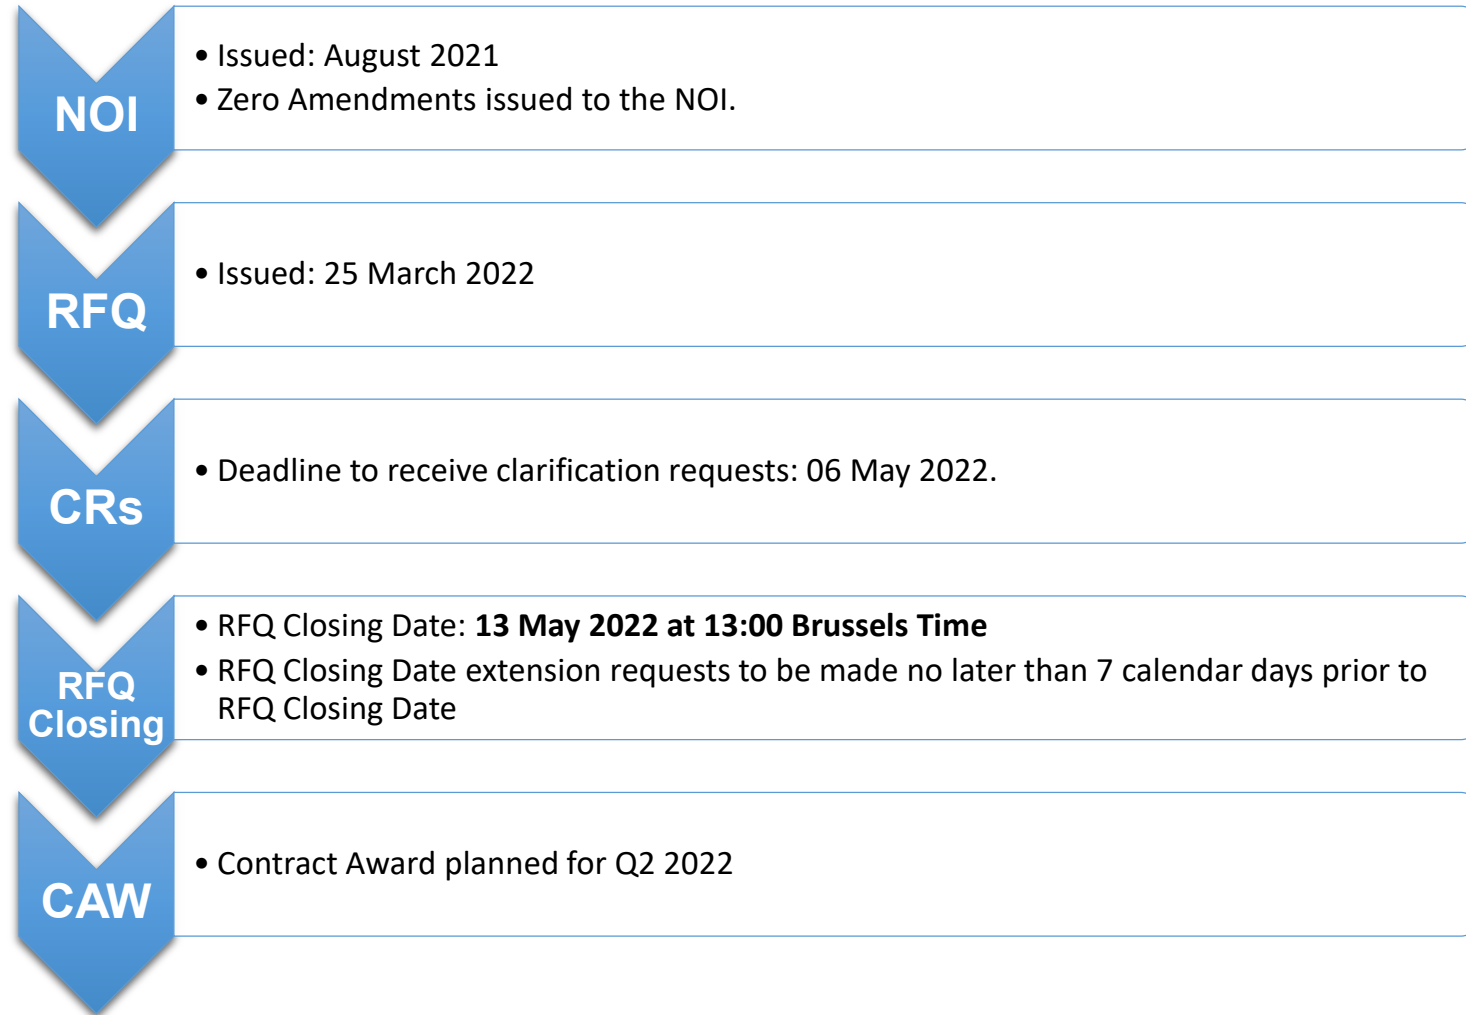 NOI
• Issued: August 2021
• Zero Amendments issued to the NOI.
RFQ
• Issued: 25 March 2022
CRs
• Deadline to receive clarification requests: 06 May 2022.
RFQ
Closing
• RFQ Closing Date: 13 May 2022 at 13:00 Brussels Time
• RFQ Closing Date extension requests to be made no later than 7 calendar days prior to
RFQ Closing Date
CAW
• Contract Award planned for Q2 2022